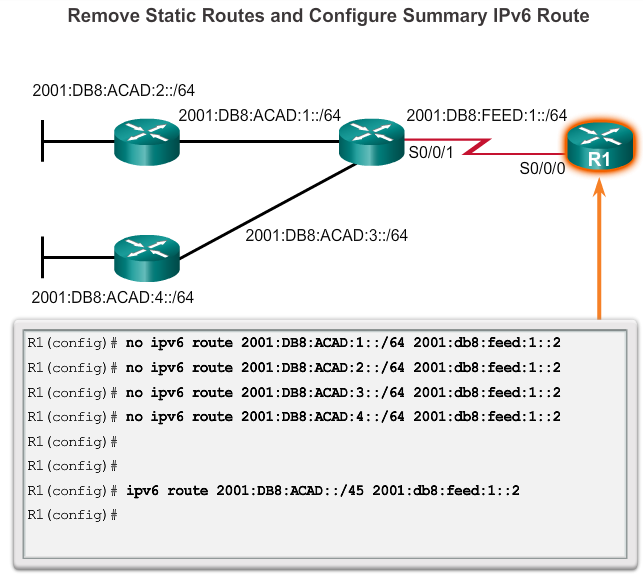 Remove Static Routes and Configure Summary IPv6 Route
2001:DB8:ACAD:2::/64
2001:DB8:ACAD:1::/64
2001:DB8:FEED:1::/64
S0/0/1
R1
S0/0/0
2001:DB8:ACAD:3::/64
2001:DB8:ACAD:4::/64
R1(config)# no ipv6 route 2001:DB8:ACAD:1::/64 2001:db8:feed:1::2
R1(config)# no ipv6 route 2001:DB8:ACAD:2::/64 2001:db8:feed:1::2
R1(config)# no ipv6 route 2001:DB8:ACAD:3::/64 2001:db8:feed:1::2
R1(config)# no ipv6 route 2001:DB8:ACAD:4::/64 2001:db8:feed:1::2
R1(config)#
R1(config)#
R1(config)# ipv6 route 2001:DB8:ACAD::/45 2001:db8:feed:1::2
R1(config)#